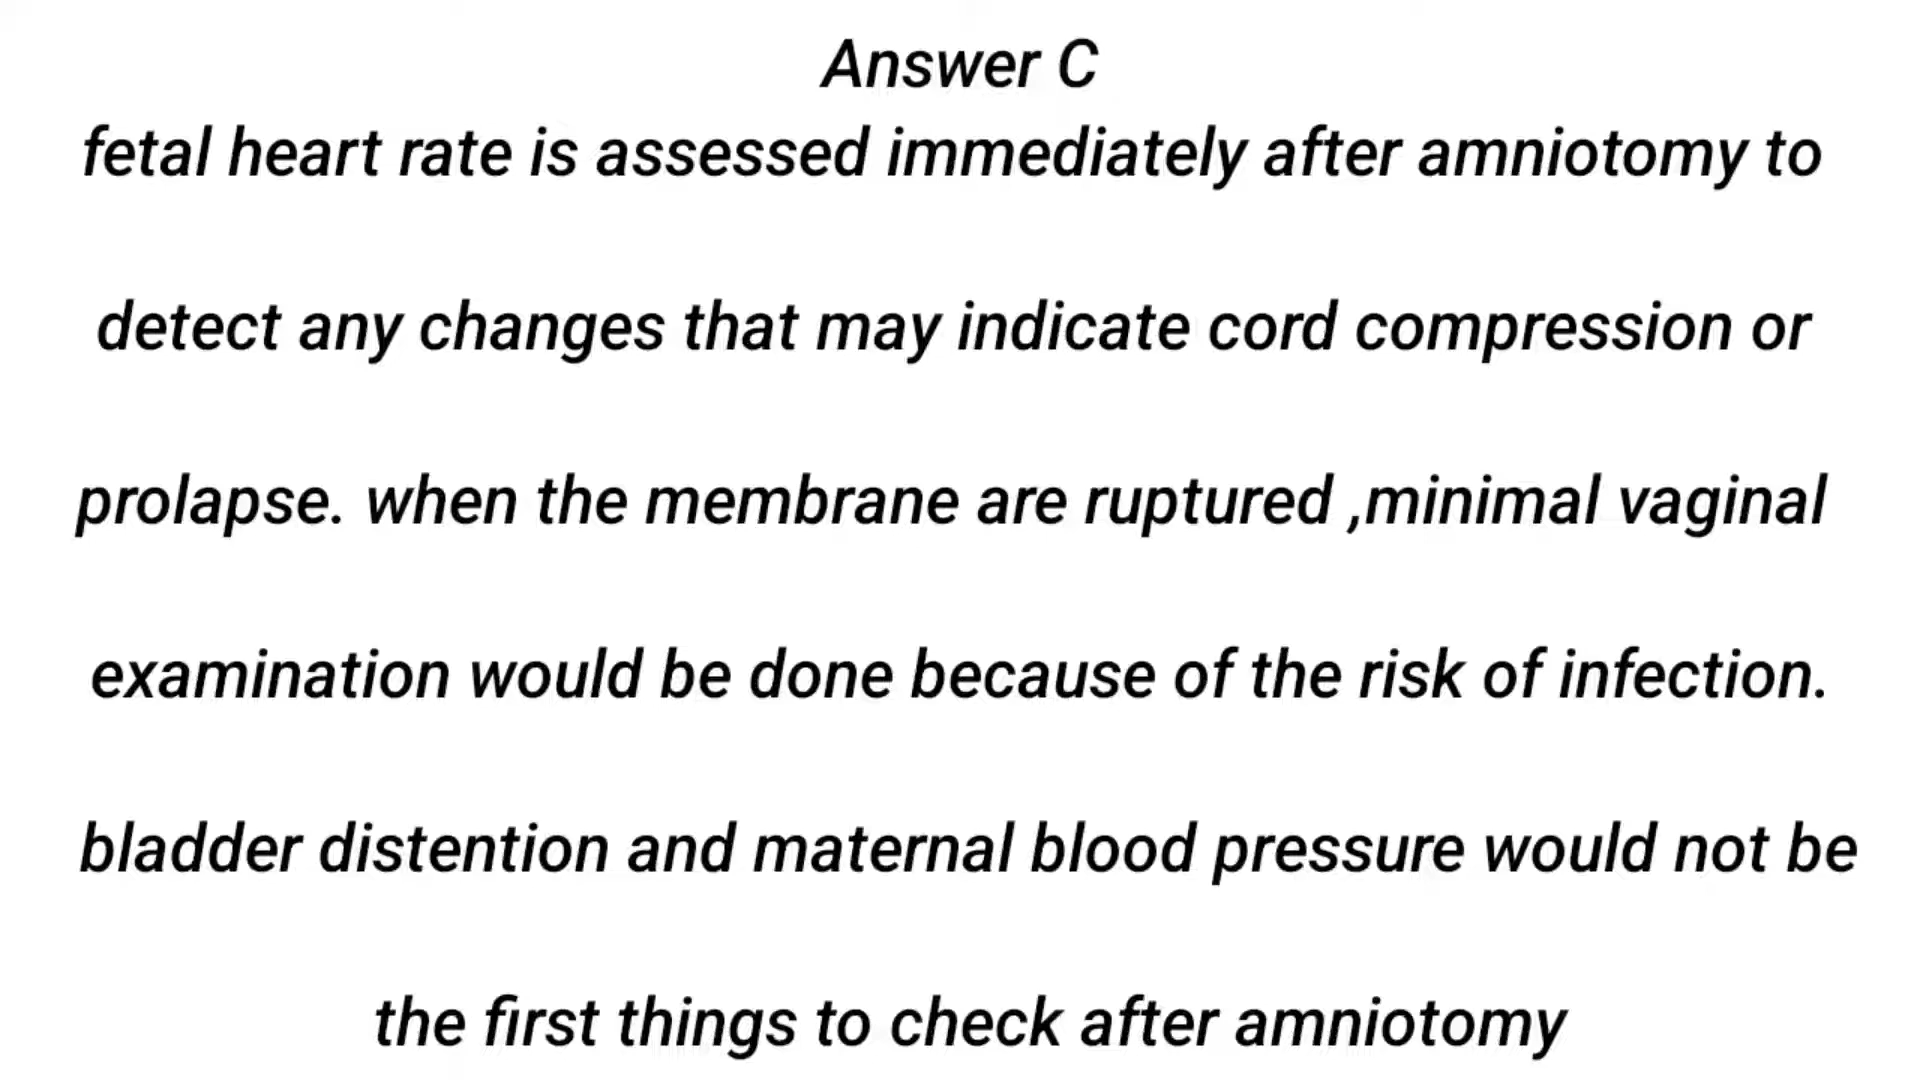 Answer C
fetal heart rate is assessed immediately after amniotomy to
detect any changes that may indicate cord compression or
prolapse. when the membrane are ruptured ,minimal vaginal
examination would be done because of the risk of infection.
bladder distention and maternal blood pressure would not be
the first things to check after amniotomy